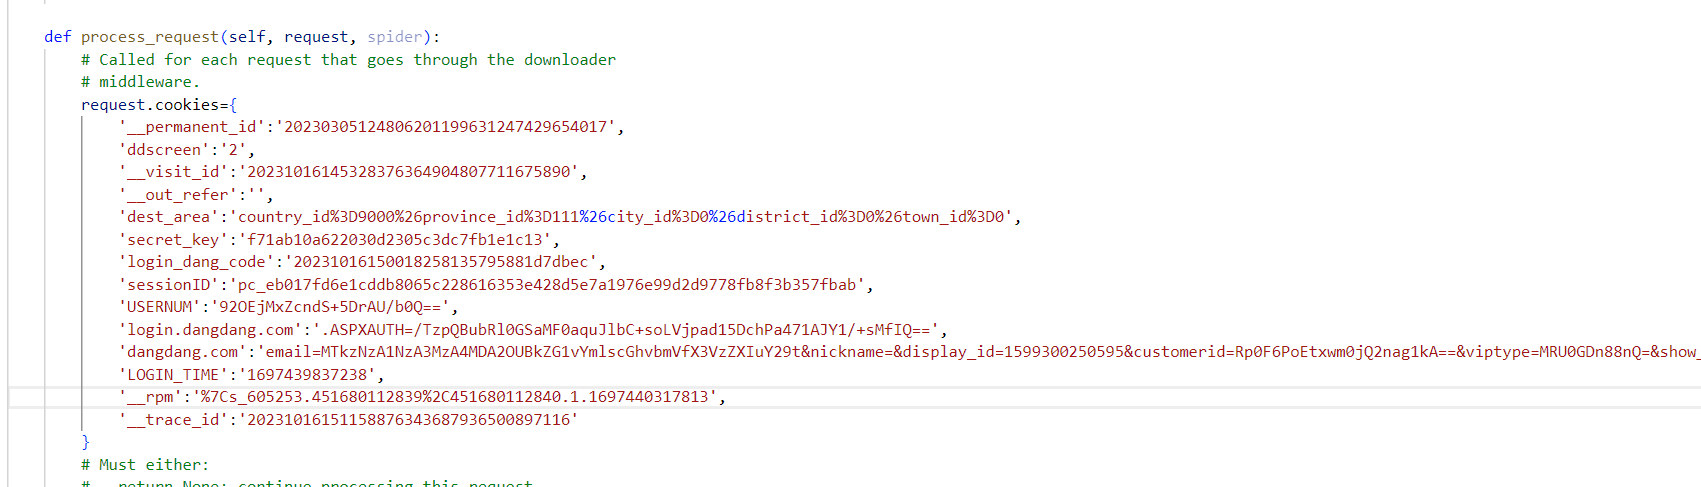 def process_request(self, request, spider):
# Called for each request that goes through the downloader
# middleware.
request.cookies={
'__permanent_id':'20230305124806201199631247429654017',
'ddscreen':'2',
'__visit_id':'20231016145328376364904807711675890',
'__out_refer':'',
'dest_area':'country_id%3D9000%26province_id%3D111%26city_id%3D0%26district_id%3D0%26town_id%3D0',
'secret_key':'f71ab10a622030d2305c3dc7fb1e1c13',
'login_dang_code':'20231016150018258135795881d7dbec',
'sessionID':'pc_eb017fd6e1cddb8065c228616353e428d5e7a1976e99d2d9778fb8f3b357fbab',
'USERNUM':'92OEjMxZcndS+5DrAU/b0Q==',
'login.dangdang.com':'.ASPXAUTH=/TzpQBubRl0GSaMF0aquJlbC+soLVjpad15DchPa471AJY1/+sMfIQ==',
'dangdang.com':'email=MTkzNzA1NzA3MzA4MDA2OUBkZG1vYmlscGhvbmVfX3VzZXIuY29t&nickname=&display_id=1599300250595&customerid=Rp0F6PoEtxwm0jQ2nag1kA==&viptype=MRU0GDn88nQ=&show_
'LOGIN_TIME':'1697439837238',
'__rpm':'%7Cs_605253.451680112839%2C451680112840.1.1697440317813',
'__trace_id':'20231016151158876343687936500897116'
}
# Must either:
# - return None: continue processing this request